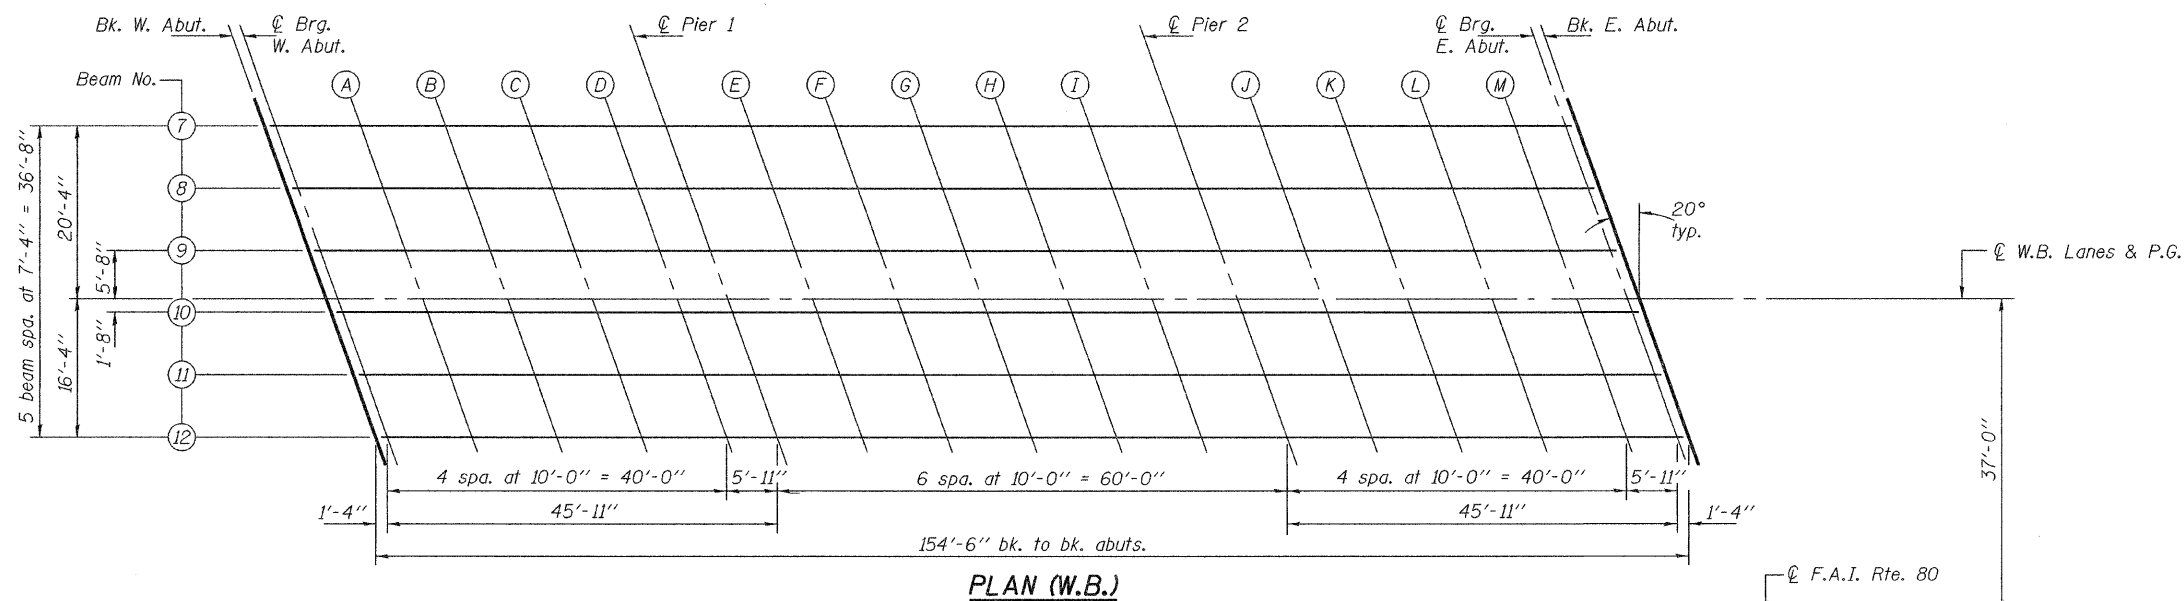 Bk. W. Abut.
℄ Brg.
W. Abut.
℄ Pier 1
℄ Pier 2
℄ Brg.
E. Abut.
Bk. E. Abut.
Beam No.
A
B
C
D
E
F
G
H
I
J
K
L
M
7
8
9
10
11
12
5 beam spa. at 7'-4" = 36'-8"
20'-4"
16'-4"
5'-8"
1'-8"
20°
typ.
℄ W.B. Lanes & P.G.
37'-0"
4 spa. at 10'-0" = 40'-0"
5'-11"
6 spa. at 10'-0" = 60'-0"
4 spa. at 10'-0" = 40'-0"
5'-11"
1'-4"
45'-11"
45'-11"
1'-4"
154'-6" bk. to bk. abuts.
PLAN (W.B.)
℄ F.A.I. Rte. 80